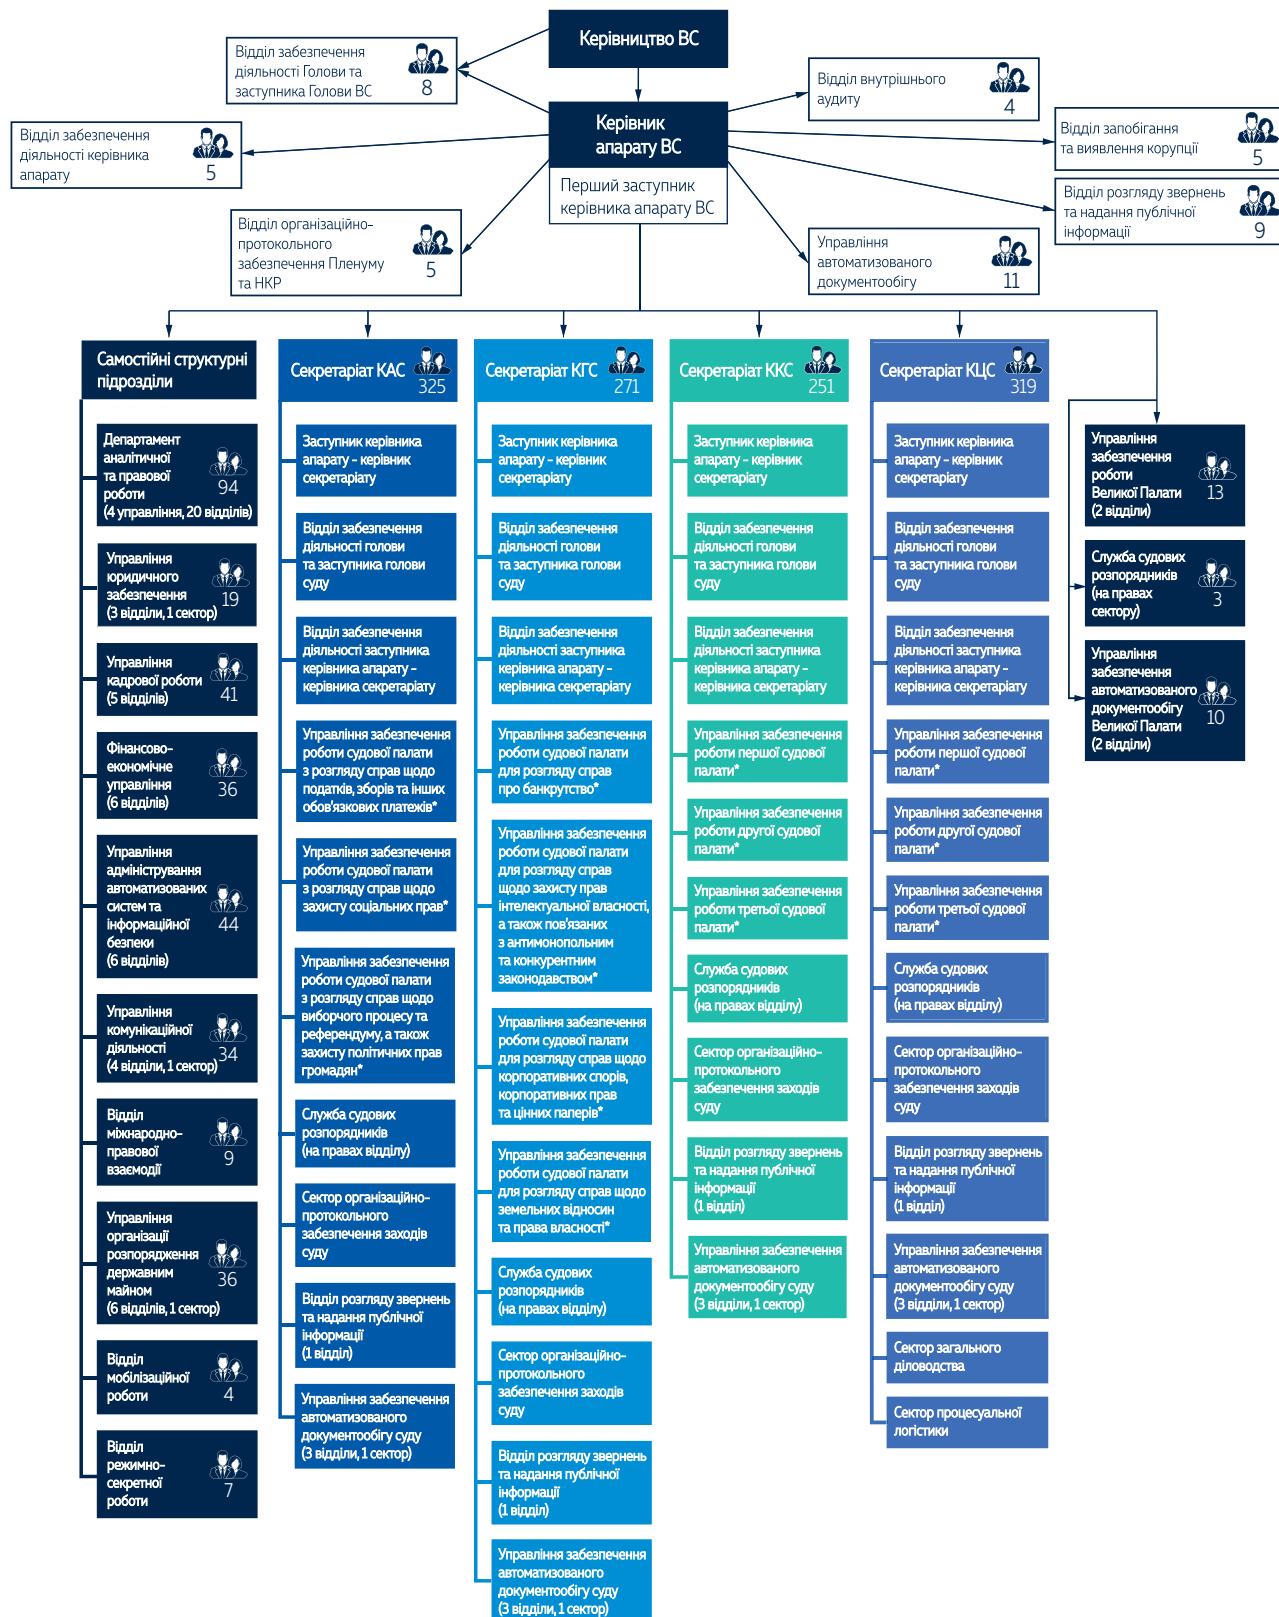 Керівництво ВС
Відділ забезпечення
діяльності Голови та
заступника Голови ВС
8
Відділ внутрішнього
аудиту
4
Керівник
апарату ВС
Перший заступник
керівника апарату ВС
Відділ забезпечення
діяльності керівника
апарату
5
Відділ запобігання
та виявлення корупції
5
Відділ розгляду звернень
та надання публічної
інформації
9
Відділ організаційно-
протокольного
забезпечення Пленуму
та НКР
5
Управління
автоматизованого
документообігу
11
Самостійні структурні
підрозділи
Департамент
аналітичної
та правової
роботи
(4 управління, 20 відділів)
94
Управління
юридичного
забезпечення
(3 відділи, 1 сектор)
19
Управління
кадрової роботи
(5 відділів)
41
Фінансово-
економічне
управління
(6 відділів)
36
Управління
адміністрування
автоматизованих
систем та
інформаційної
безпеки
(6 відділів)
44
Управління
комунікаційної
діяльності
(4 відділи, 1 сектор)
34
Відділ
міжнародно-
правової
взаємодії
9
Управління
організації
розпорядження
державним
майном
(6 відділів, 1 сектор)
36
Відділ
мобілізаційної
роботи
4
Відділ
режимно-
секретної
роботи
7
Секретаріат КАС
325
Заступник керівника
апарату – керівник
секретаріату
Відділ забезпечення
діяльності голови
та заступника голови
суду
Відділ забезпечення
діяльності заступника
керівника апарату –
керівника секретаріату
Управління забезпечення
роботи судової палати
з розгляду справ щодо
податків, зборів та інших
обов'язкових платежів*
Управління забезпечення
роботи судової палати
з розгляду справ щодо
захисту соціальних прав*
Управління забезпечення
роботи судової палати
з розгляду справ щодо
виборчого процесу та
референдуму, а також
захисту політичних прав
громадян*
Служба судових
розпорядників
(на правах відділу)
Сектор організаційно-
протокольного
забезпечення заходів
суду
Відділ розгляду звернень
та надання публічної
інформації
(1 відділ)
Управління забезпечення
автоматизованого
документообігу суду
(3 відділи, 1 сектор)
Секретаріат КГС
271
Заступник керівника
апарату – керівник
секретаріату
Відділ забезпечення
діяльності голови
та заступника голови
суду
Відділ забезпечення
діяльності заступника
керівника апарату –
керівника секретаріату
Управління забезпечення
роботи судової палати
для розгляду справ
про банкрутство*
Управління забезпечення
роботи судової палати
для розгляду справ
щодо захисту прав
інтелектуальної власності,
а також пов'язаних
з антимонопольним
та конкурентним
законодавством*
Управління забезпечення
роботи судової палати
для розгляду справ щодо
корпоративних спорів,
корпоративних прав
та цінних паперів*
Управління забезпечення
роботи судової палати
для розгляду справ щодо
земельних відносин
та права власності*
Служба судових
розпорядників
(на правах відділу)
Сектор організаційно-
протокольного
забезпечення заходів
суду
Відділ розгляду звернень
та надання публічної
інформації
(1 відділ)
Управління забезпечення
автоматизованого
документообігу суду
(3 відділи, 1 сектор)
Секретаріат ККС
251
Заступник керівника
апарату – керівник
секретаріату
Відділ забезпечення
діяльності голови
та заступника голови
суду
Відділ забезпечення
діяльності заступника
керівника апарату –
керівника секретаріату
Управління забезпечення
роботи першої судової
палати*
Управління забезпечення
роботи другої судової
палати*
Управління забезпечення
роботи третьої судової
палати*
Служба судових
розпорядників
(на правах відділу)
Сектор організаційно-
протокольного
забезпечення заходів
суду
Відділ розгляду звернень
та надання публічної
інформації
(1 відділ)
Управління забезпечення
автоматизованого
документообігу суду
(3 відділи, 1 сектор)
Секретаріат КЦС
319
Заступник керівника
апарату – керівник
секретаріату
Відділ забезпечення
діяльності голови
та заступника голови
суду
Відділ забезпечення
діяльності заступника
керівника апарату –
керівника секретаріату
Управління забезпечення
роботи першої судової
палати*
Управління забезпечення
роботи другої судової
палати*
Управління забезпечення
роботи третьої судової
палати*
Служба судових
розпорядників
(на правах відділу)
Сектор організаційно-
протокольного
забезпечення заходів
суду
Відділ розгляду звернень
та надання публічної
інформації
(1 відділ)
Управління забезпечення
автоматизованого
документообігу суду
(3 відділи, 1 сектор)
Сектор загального
діловодства
Сектор процесуальної
логістики
Управління
забезпечення
роботи
Великої Палати
(2 відділи)
13
Служба судових
розпорядників
(на правах
сектору)
3
Управління
забезпечення
автоматизованого
документообігу
Великої Палати
(2 відділи)
10